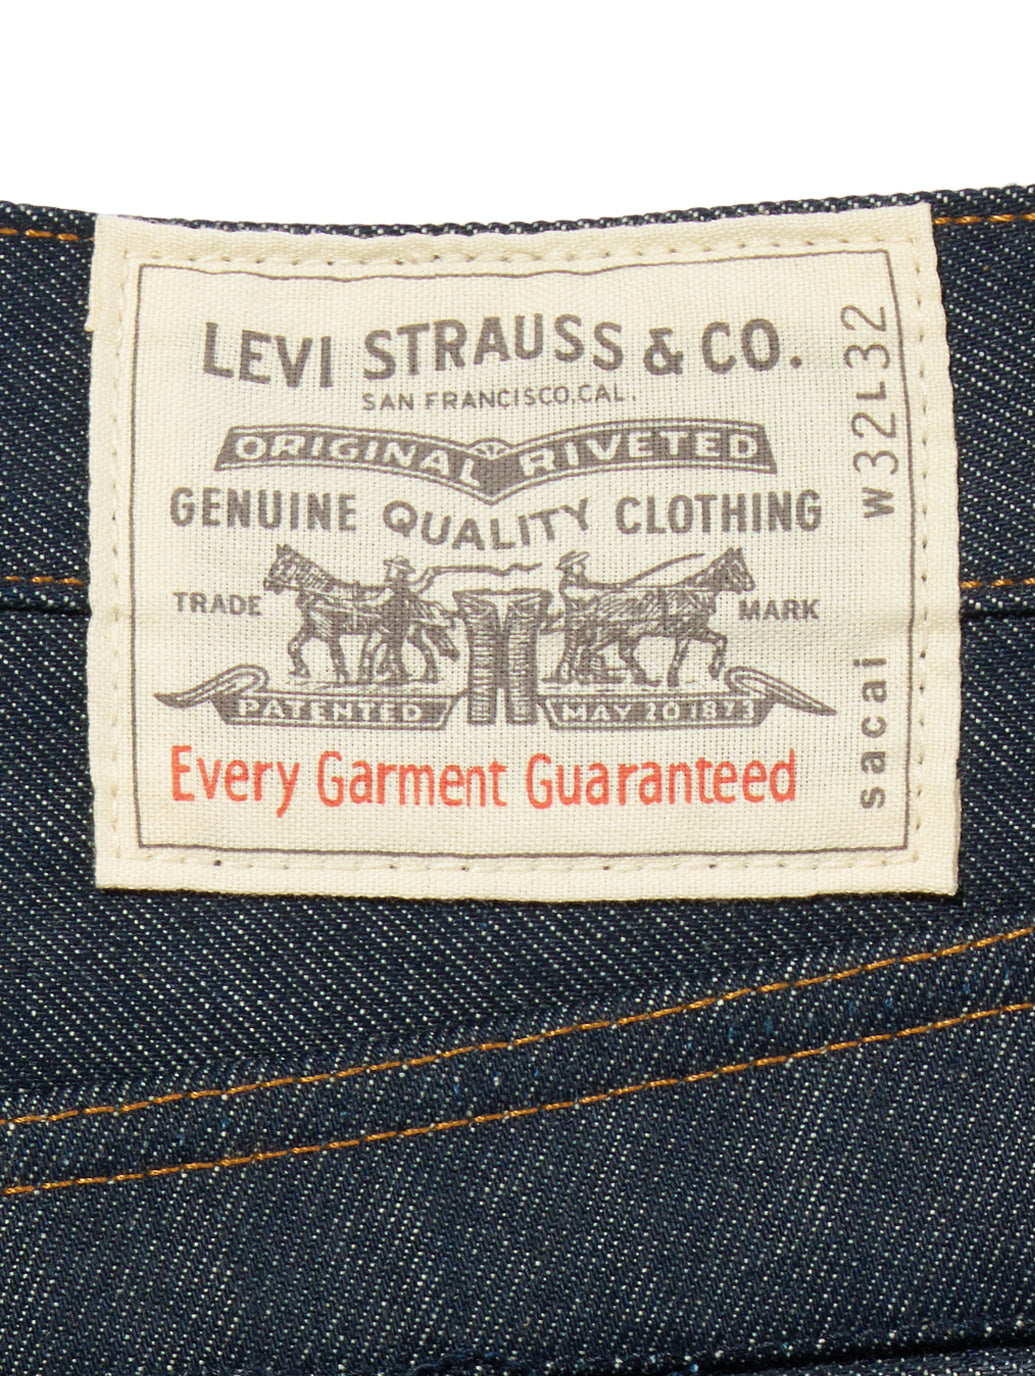 LEVI STRAUSS & CO.
SAN FRANCISCO, CAL.
ORIGINAL RIVETED
GENUINE QUALITY CLOTHING
TRADE MARK
PATENTED MAY 20 1873
Every Garment Guaranteed
W32L32
sacai